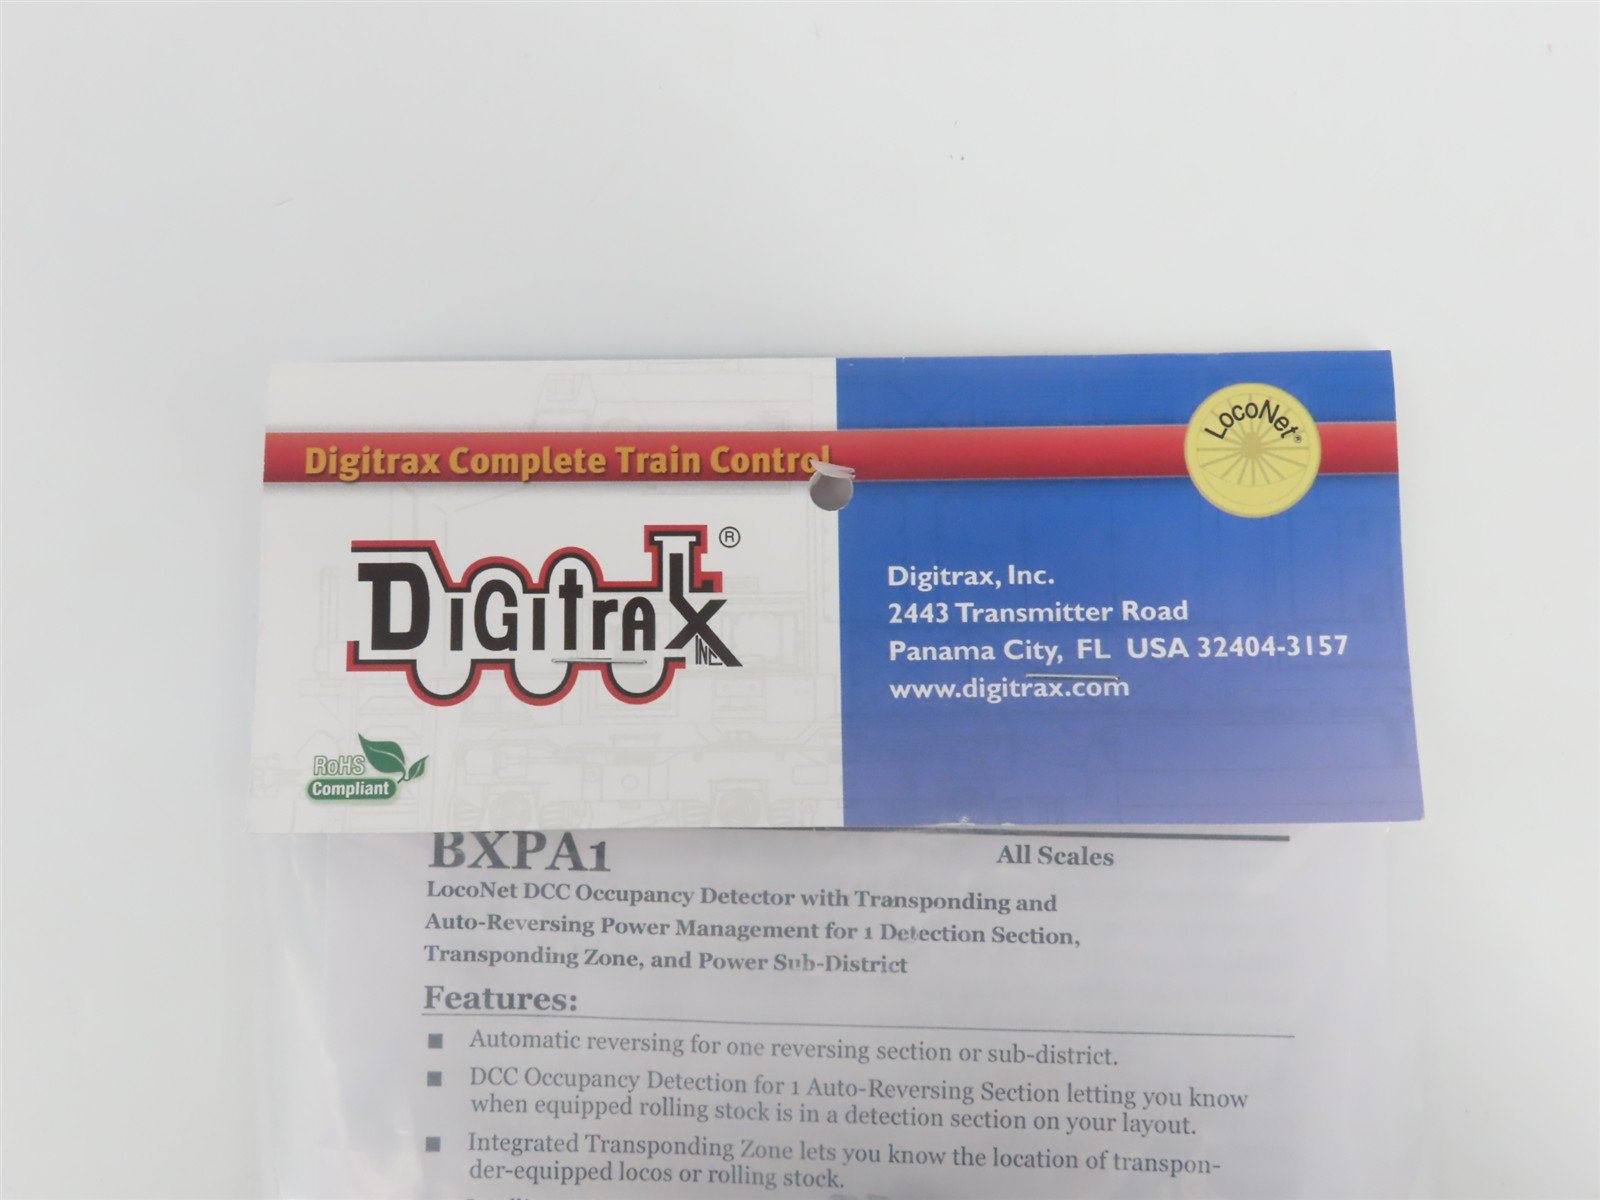 Digitrax Complete Train Control
LocoNet®
DiGitraX ®
INC
Digitrax, Inc.
2443 Transmitter Road
Panama City, FL USA 32404-3157
www.digitrax.com
RoHS
Compliant
BXPA1
All Scales
LocoNet DCC Occupancy Detector with Transponding and
Auto-Reversing Power Management for 1 Detection Section,
Transponding Zone, and Power Sub-District
Features:
■ Automatic reversing for one reversing section or sub-district.
■ DCC Occupancy Detection for 1 Auto-Reversing Section letting you know
when equipped rolling stock is in a detection section on your layout.
■ Integrated Transponding Zone lets you know the location of transpon-
der-equipped locos or rolling stock.